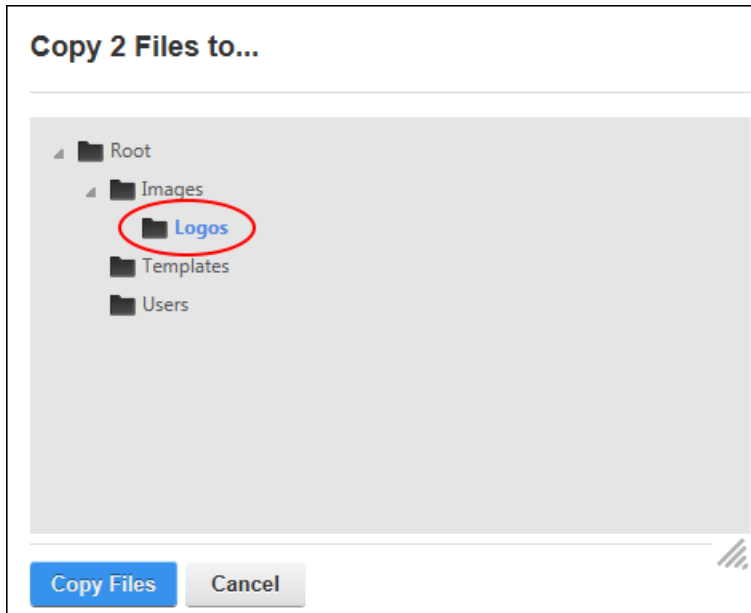 Copy 2 Files to...
Root
Images
Logos
Templates
Users
Copy Files Cancel